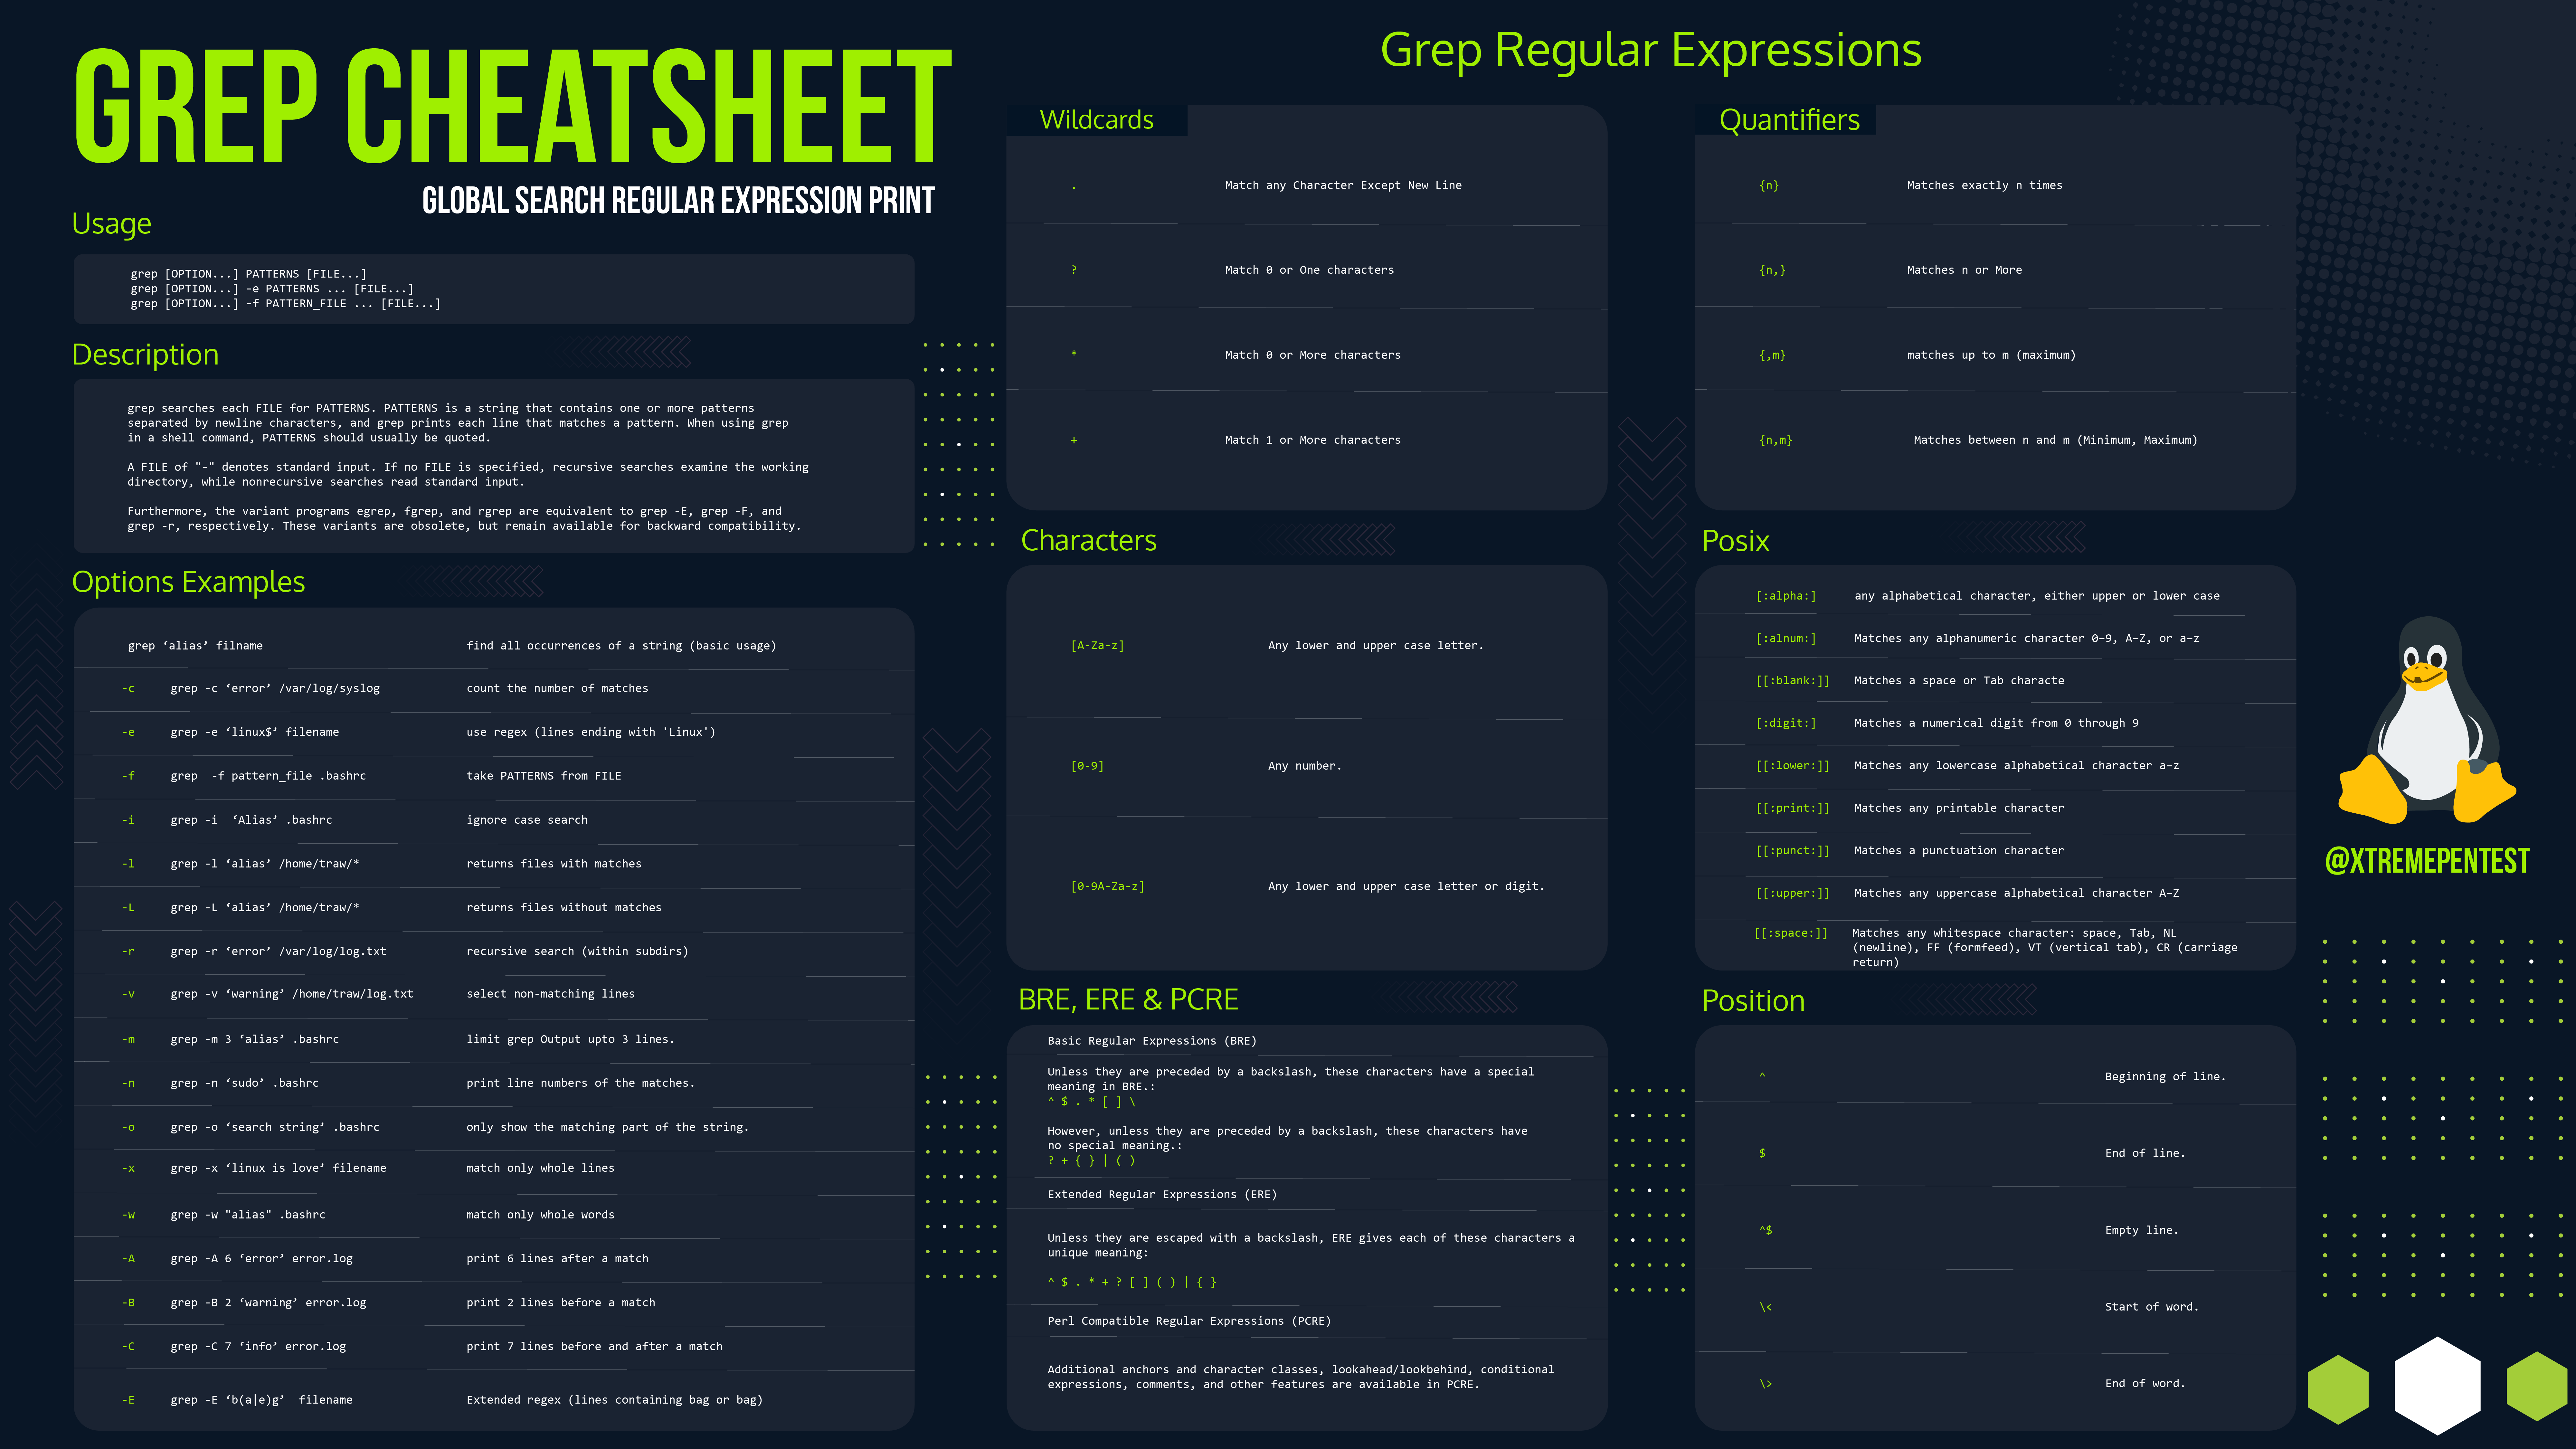 GREP CHEATSHEET
GLOBAL SEARCH REGULAR EXPRESSION PRINT
Usage
grep [OPTION...] PATTERNS [FILE...]
grep [OPTION...] -e PATTERNS ... [FILE...]
grep [OPTION...] -f PATTERN_FILE ... [FILE...]
Description
grep searches each FILE for PATTERNS. PATTERNS is a string that contains one or more patterns
separated by newline characters, and grep prints each line that matches a pattern. When using grep
in a shell command, PATTERNS should usually be quoted.
A FILE of "-" denotes standard input. If no FILE is specified, recursive searches examine the working
directory, while nonrecursive searches read standard input.
Furthermore, the variant programs egrep, fgrep, and rgrep are equivalent to grep -E, grep -F, and
grep -r, respectively. These variants are obsolete, but remain available for backward compatibility.
Options Examples
grep ‘alias’ filname find all occurrences of a string (basic usage)
-c grep -c ‘error’ /var/log/syslog count the number of matches
-e grep -e ‘linux$’ filename use regex (lines ending with 'Linux')
-f grep  -f pattern_file .bashrc take PATTERNS from FILE
-i grep -i  ‘Alias’ .bashrc ignore case search
-l grep -l ‘alias’ /home/traw/* returns files with matches
-L grep -L ‘alias’ /home/traw/* returns files without matches
-r grep -r ‘error’ /var/log/log.txt recursive search (within subdirs)
-v grep -v ‘warning’ /home/traw/log.txt select non-matching lines
-m grep -m 3 ‘alias’ .bashrc limit grep Output upto 3 lines.
-n grep -n ‘sudo’ .bashrc print line numbers of the matches.
-o grep -o ‘search string’ .bashrc only show the matching part of the string.
-x grep -x ‘linux is love’ filename match only whole lines
-w grep -w "alias" .bashrc match only whole words
-A grep -A 6 ‘error’ error.log print 6 lines after a match
-B grep -B 2 ‘warning’ error.log print 2 lines before a match
-C grep -C 7 ‘info’ error.log print 7 lines before and after a match
-E grep -E ‘b(a|e)g’  filename Extended regex (lines containing bag or bag)
Grep Regular Expressions
Wildcards
. Match any Character Except New Line
? Match 0 or One characters
* Match 0 or More characters
+ Match 1 or More characters
Quantifiers
{n} Matches exactly n times
{n,} Matches n or More
{,m} matches up to m (maximum)
{n,m} Matches between n and m (Minimum, Maximum)
Characters
[A-Za-z] Any lower and upper case letter.
[0-9] Any number.
[0-9A-Za-z] Any lower and upper case letter or digit.
Posix
[:alpha:] any alphabetical character, either upper or lower case
[:alnum:] Matches any alphanumeric character 0–9, A–Z, or a–z
[[:blank:]] Matches a space or Tab characte
[:digit:] Matches a numerical digit from 0 through 9
[[:lower:]] Matches any lowercase alphabetical character a–z
[[:print:]] Matches any printable character
[[:punct:]] Matches a punctuation character
[[:upper:]] Matches any uppercase alphabetical character A–Z
[[:space:]] Matches any whitespace character: space, Tab, NL
(newline), FF (formfeed), VT (vertical tab), CR (carriage
return)
BRE, ERE & PCRE
Basic Regular Expressions (BRE)
Unless they are preceded by a backslash, these characters have a special
meaning in BRE.:
^ $ . * [ ] \
However, unless they are preceded by a backslash, these characters have
no special meaning.:
? + { } | ( )
Extended Regular Expressions (ERE)
Unless they are escaped with a backslash, ERE gives each of these characters a
unique meaning:
^ $ . * + ? [ ] ( ) | { }
Perl Compatible Regular Expressions (PCRE)
Additional anchors and character classes, lookahead/lookbehind, conditional
expressions, comments, and other features are available in PCRE.
Position
^ Beginning of line.
$ End of line.
^$ Empty line.
\< Start of word.
\> End of word.
@XTREMEPENTEST